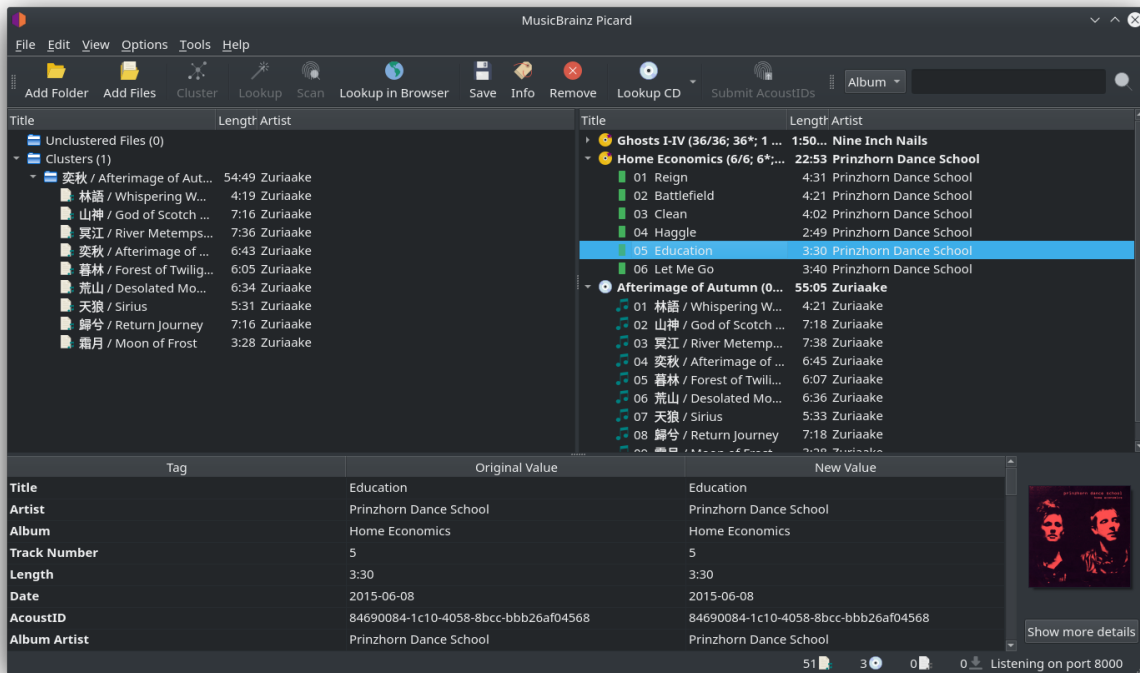 MusicBrainz Picard
File Edit View Options Tools Help
Add Folder Add Files Cluster Lookup Scan Lookup in Browser Save Info Remove Lookup CD Submit AcoustIDs Album
Title Length Artist
Unclustered Files (0)
Clusters (1)
奕秋 / Afterimage of Aut... 54:49 Zuriaake
林語 / Whispering W... 4:19 Zuriaake
山神 / God of Scotch ... 7:16 Zuriaake
冥江 / River Metemps... 7:36 Zuriaake
奕秋 / Afterimage of ... 6:43 Zuriaake
暮林 / Forest of Twilig... 6:05 Zuriaake
荒山 / Desolated Mo... 6:34 Zuriaake
天狼 / Sirius 5:31 Zuriaake
歸兮 / Return Journey 7:16 Zuriaake
霜月 / Moon of Frost 3:28 Zuriaake
Title Length Artist
Ghosts I-IV (36/36; 36*; 1 ... 1:50... Nine Inch Nails
Home Economics (6/6; 6*;... 22:53 Prinzhorn Dance School
01 Reign 4:31 Prinzhorn Dance School
02 Battlefield 4:21 Prinzhorn Dance School
03 Clean 4:02 Prinzhorn Dance School
04 Haggle 2:49 Prinzhorn Dance School
05 Education 3:30 Prinzhorn Dance School
06 Let Me Go 3:40 Prinzhorn Dance School
Afterimage of Autumn (0... 55:05 Zuriaake
01 林語 / Whispering W... 4:21 Zuriaake
02 山神 / God of Scotch ... 7:18 Zuriaake
03 冥江 / River Metemp... 7:38 Zuriaake
04 奕秋 / Afterimage of ... 6:45 Zuriaake
05 暮林 / Forest of Twili... 6:07 Zuriaake
06 荒山 / Desolated Mo... 6:36 Zuriaake
07 天狼 / Sirius 5:33 Zuriaake
08 歸兮 / Return Journey 7:18 Zuriaake
Tag Original Value New Value
Title Education Education
Artist Prinzhorn Dance School Prinzhorn Dance School
Album Home Economics Home Economics
Track Number 5 5
Length 3:30 3:30
Date 2015-06-08 2015-06-08
AcoustID 84690084-1c10-4058-8bcc-bbb26af04568 84690084-1c10-4058-8bcc-bbb26af04568
Album Artist Prinzhorn Dance School Prinzhorn Dance School
prinzhorn dance school
home economics
Show more details
51 3 0 0 Listening on port 8000